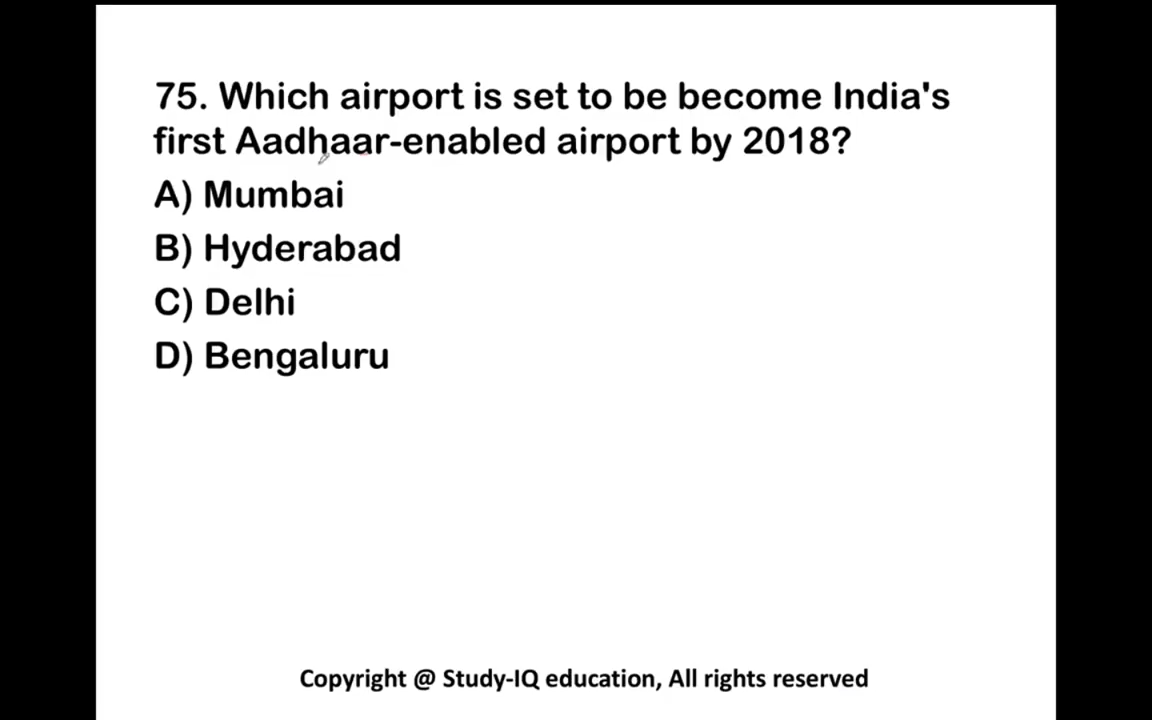 75. Which airport is set to be become India's
first Aadhaar-enabled airport by 2018?
A) Mumbai
B) Hyderabad
C) Delhi
D) Bengaluru
Copyright @ Study-IQ education, All rights reserved